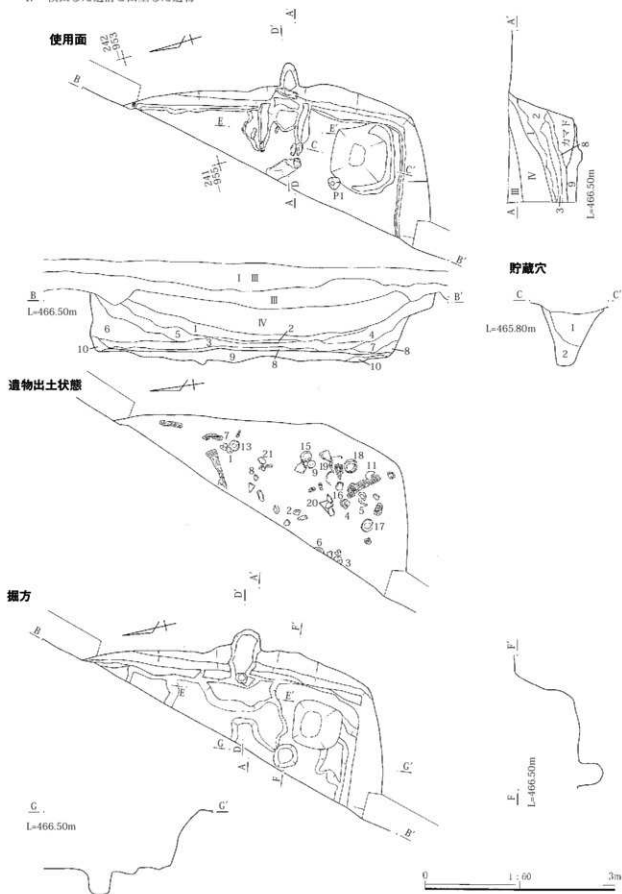 使用面
242
953
241
955
A
A'
B
B'
C
C'
D
D'
E
E'
P1
A'
A
Ⅲ
Ⅳ
1
2
カマド
8
9
3
L=466.50m
B
B'
L=466.50m
Ⅰ Ⅲ
Ⅲ
Ⅳ
1
2
4
5
6
7
8
8
9
10
10
貯蔵穴
C
C'
L=465.80m
1
2
遺物出土状態
7
13
1
21
8
2
15
9
19
18
16
11
20
4
5
17
6
3
掘方
A
A'
B
B'
D
D'
E
E'
F
F'
G
G'
F'
F
L=466.50m
G
G'
L=466.50m
0
1:60
3m